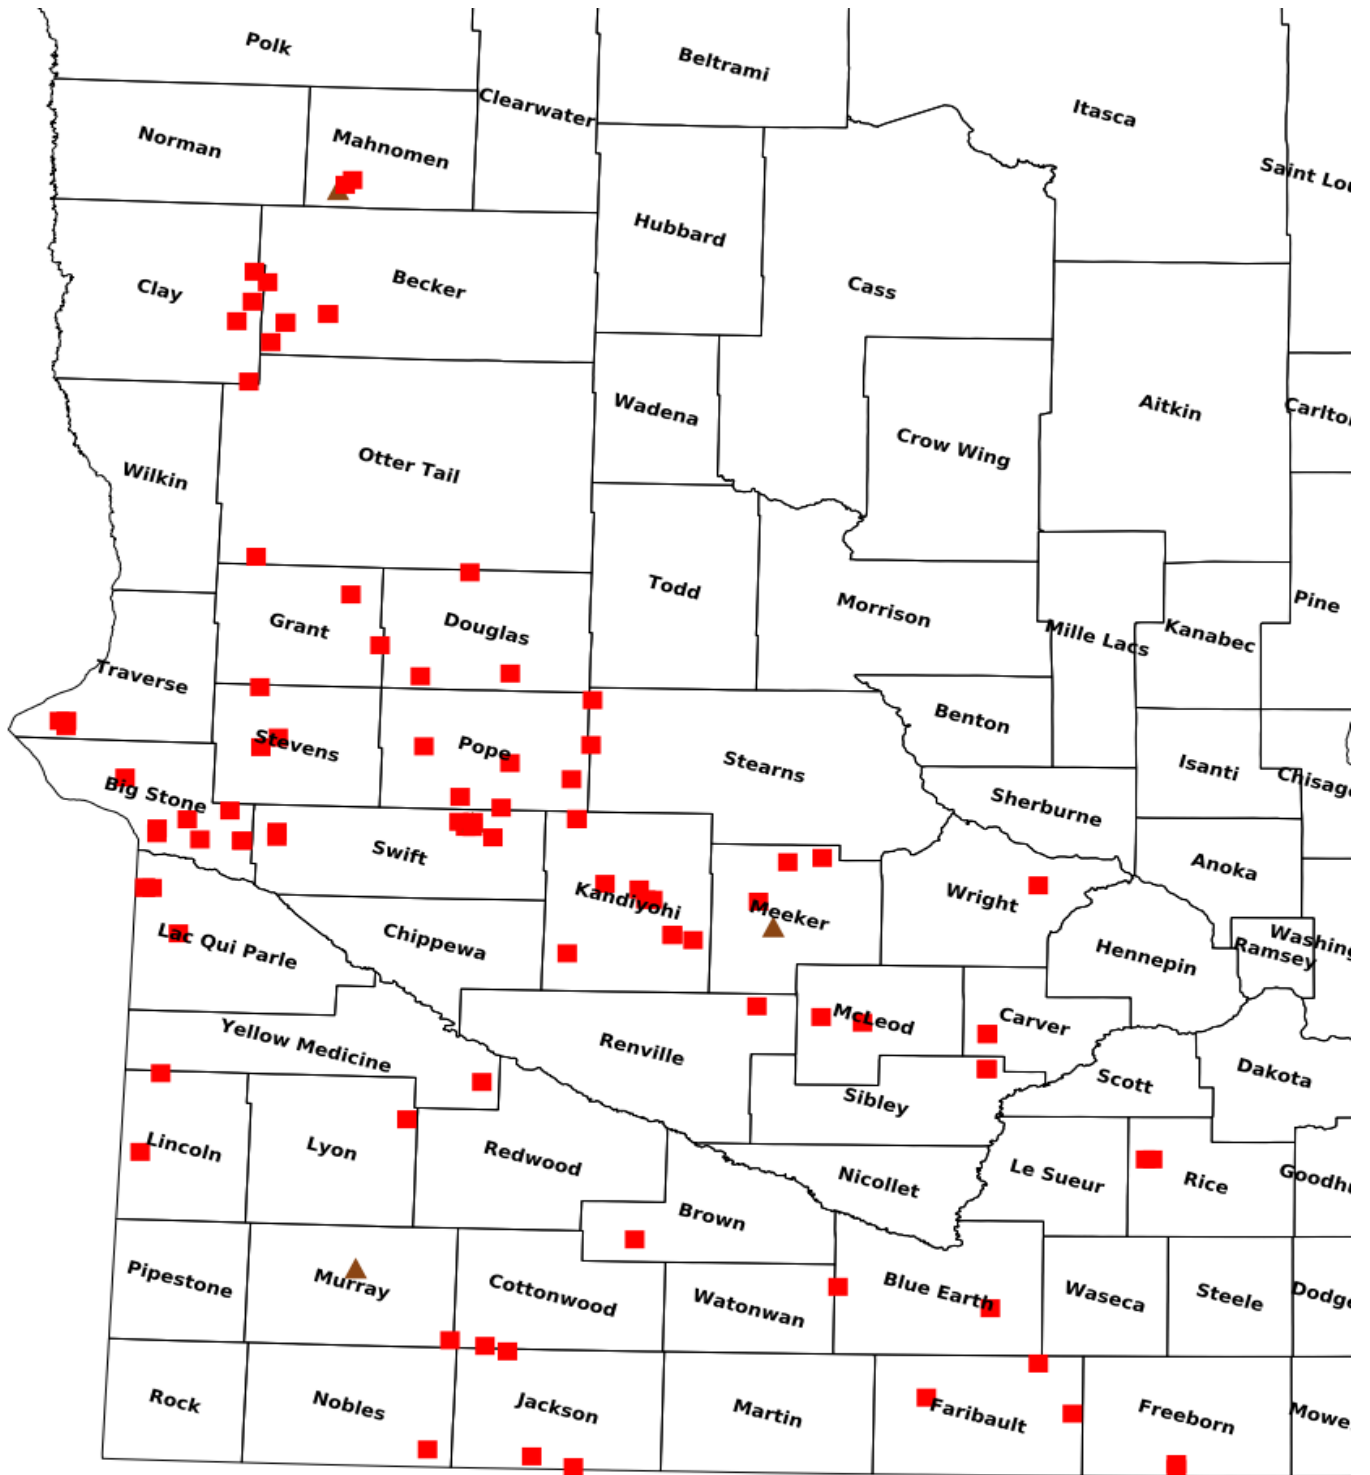 Polk
Beltrami
Clearwater
Itasca
Norman
Mahnomen
Saint Lou
Hubbard
Clay
Becker
Cass
Wadena
Aitkin
Carlto
Crow Wing
Otter Tail
Wilkin
Todd
Morrison
Pine
Grant
Douglas
Mille Lacs
Kanabec
Traverse
Benton
Stevens
Pope
Stearns
Isanti
Chisag
Big Stone
Sherburne
Swift
Anoka
Wright
Kandiyohi
Meeker
Lac Qui Parle
Chippewa
Hennepin
Ramsey
Washing
Yellow Medicine
Renville
McLeod
Carver
Scott
Dakota
Sibley
Lincoln
Lyon
Redwood
Nicollet
Le Sueur
Rice
Goodhu
Brown
Pipestone
Murray
Cottonwood
Watonwan
Blue Earth
Waseca
Steele
Dodge
Rock
Nobles
Jackson
Martin
Faribault
Freeborn
Mowe